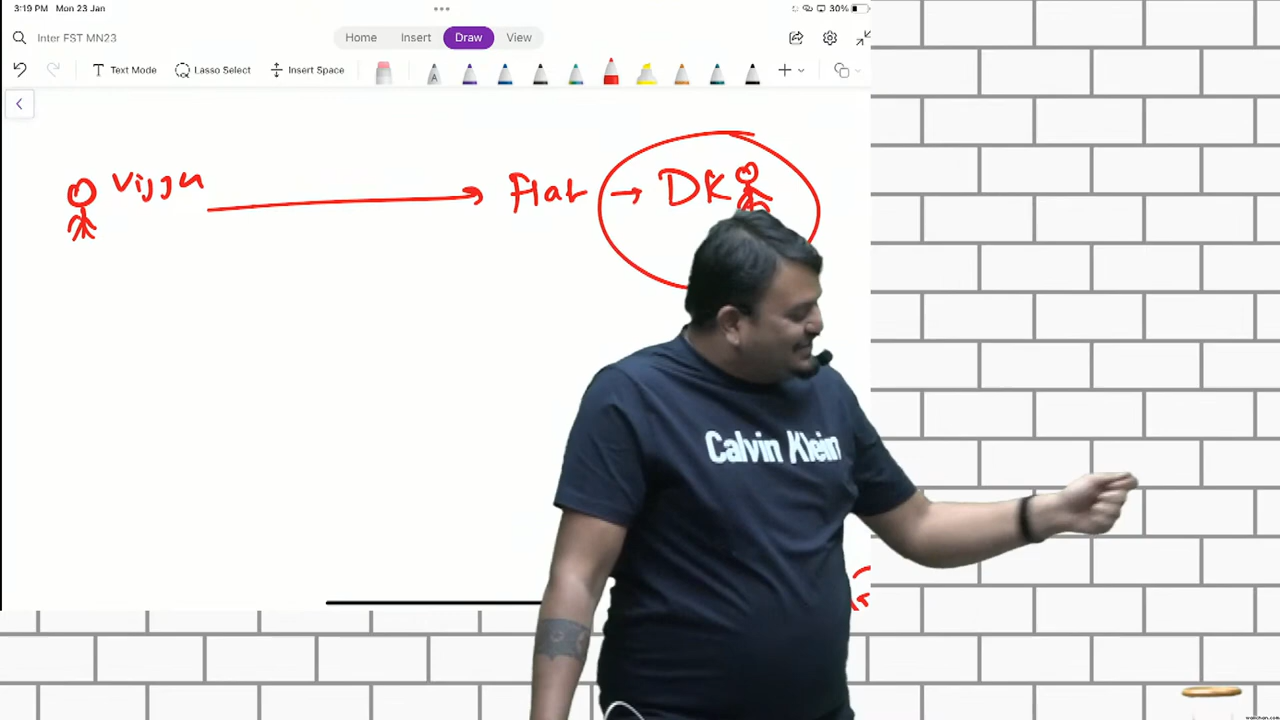 3:19 PM Mon 23 Jan
30%
Inter FST MN23
Home Insert Draw View
Text Mode Lasso Select Insert Space
A
Vijju Flat → DK
Calvin Klein